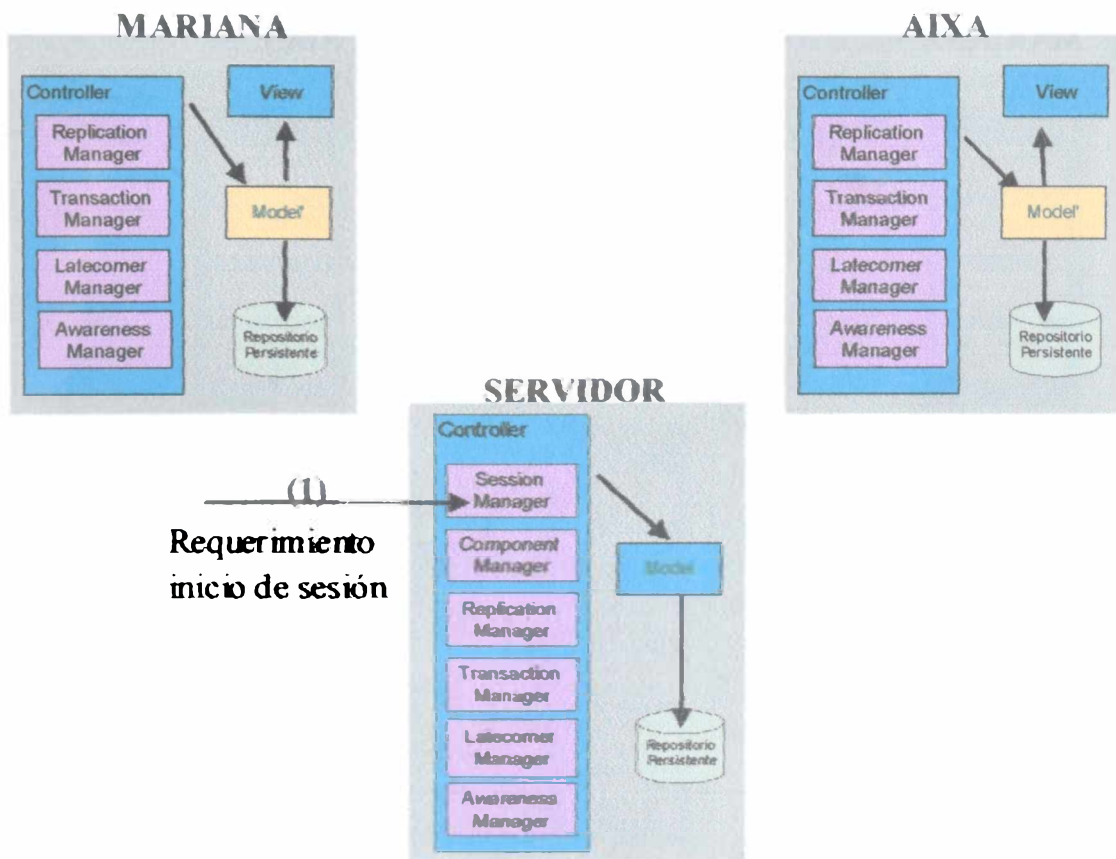 MARIANA
Controller
View
Replication
Manager
Transaction
Manager
Model'
Latecomer
Manager
Awareness
Manager
Repositorio
Persistente
AIXA
Controller
View
Replication
Manager
Transaction
Manager
Model'
Latecomer
Manager
Awareness
Manager
Repositorio
Persistente
SERVIDOR
Controller
Session
Manager
(1)
Requerimiento
inicio de sesión
Component
Manager
Model
Replication
Manager
Transaction
Manager
Latecomer
Manager
Repositorio
Persistente
Awareness
Manager